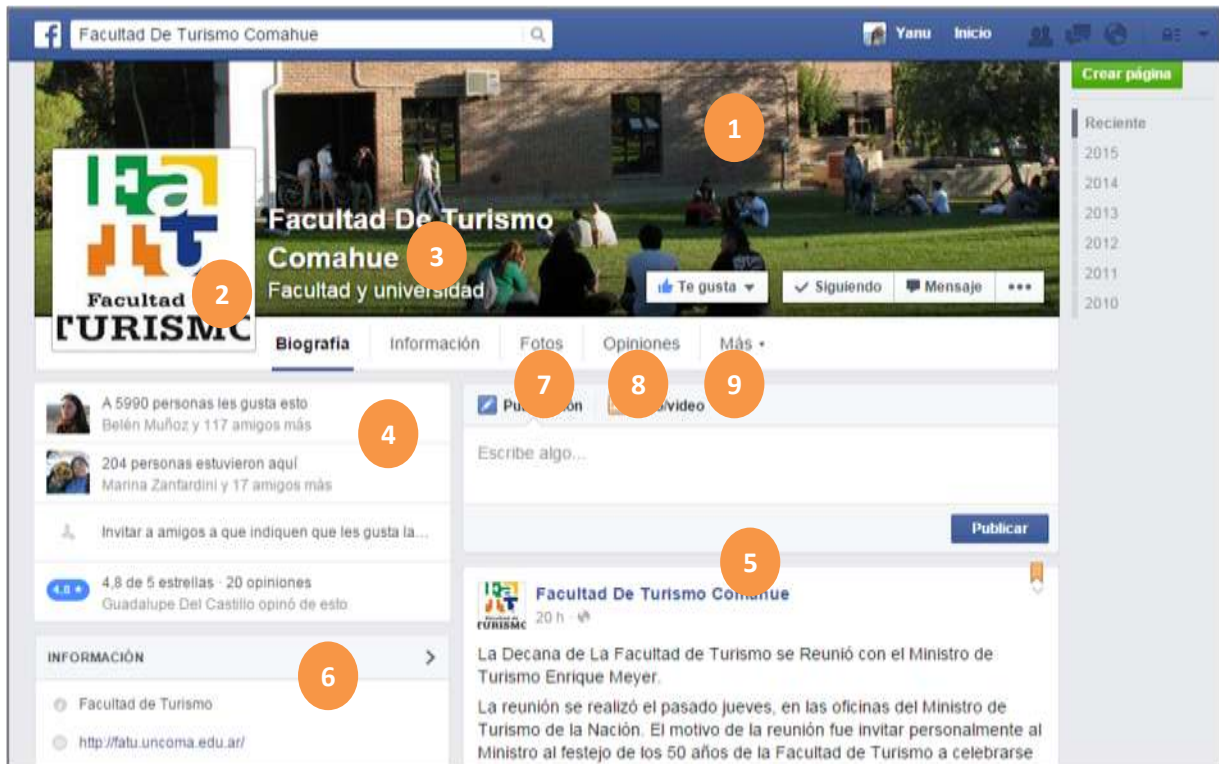 Facultad De Turismo Comahue
Yanu Inicio
Crear página
Reciente
2015
2014
2013
2012
2011
2010
1
Fa
t
Facultad
TURISMO
2
Facultad De Turismo
Comahue
3
Facultad y universidad
Te gusta
Siguiendo
Mensaje
Biografía Información Fotos Opiniones Más
7
8
9
A 5990 personas les gusta esto
Belén Muñoz y 117 amigos más
4
204 personas estuvieron aquí
Marina Zanfardini y 17 amigos más
Invitar a amigos a que indiquen que les gusta la...
4.8 ★
4,8 de 5 estrellas · 20 opiniones
Guadalupe Del Castillo opinó de esto
INFORMACIÓN
6
Facultad de Turismo
http://fatu.uncoma.edu.ar/
Escribe algo...
Publicar
5
Facultad De Turismo Comahue
20 h
TURISMO
La Decana de La Facultad de Turismo se Reunió con el Ministro de
Turismo Enrique Meyer.
La reunión se realizó el pasado jueves, en las oficinas del Ministro de
Turismo de la Nación. El motivo de la reunión fue invitar personalmente al
Ministro al festejo de los 50 años de la Facultad de Turismo a celebrarse